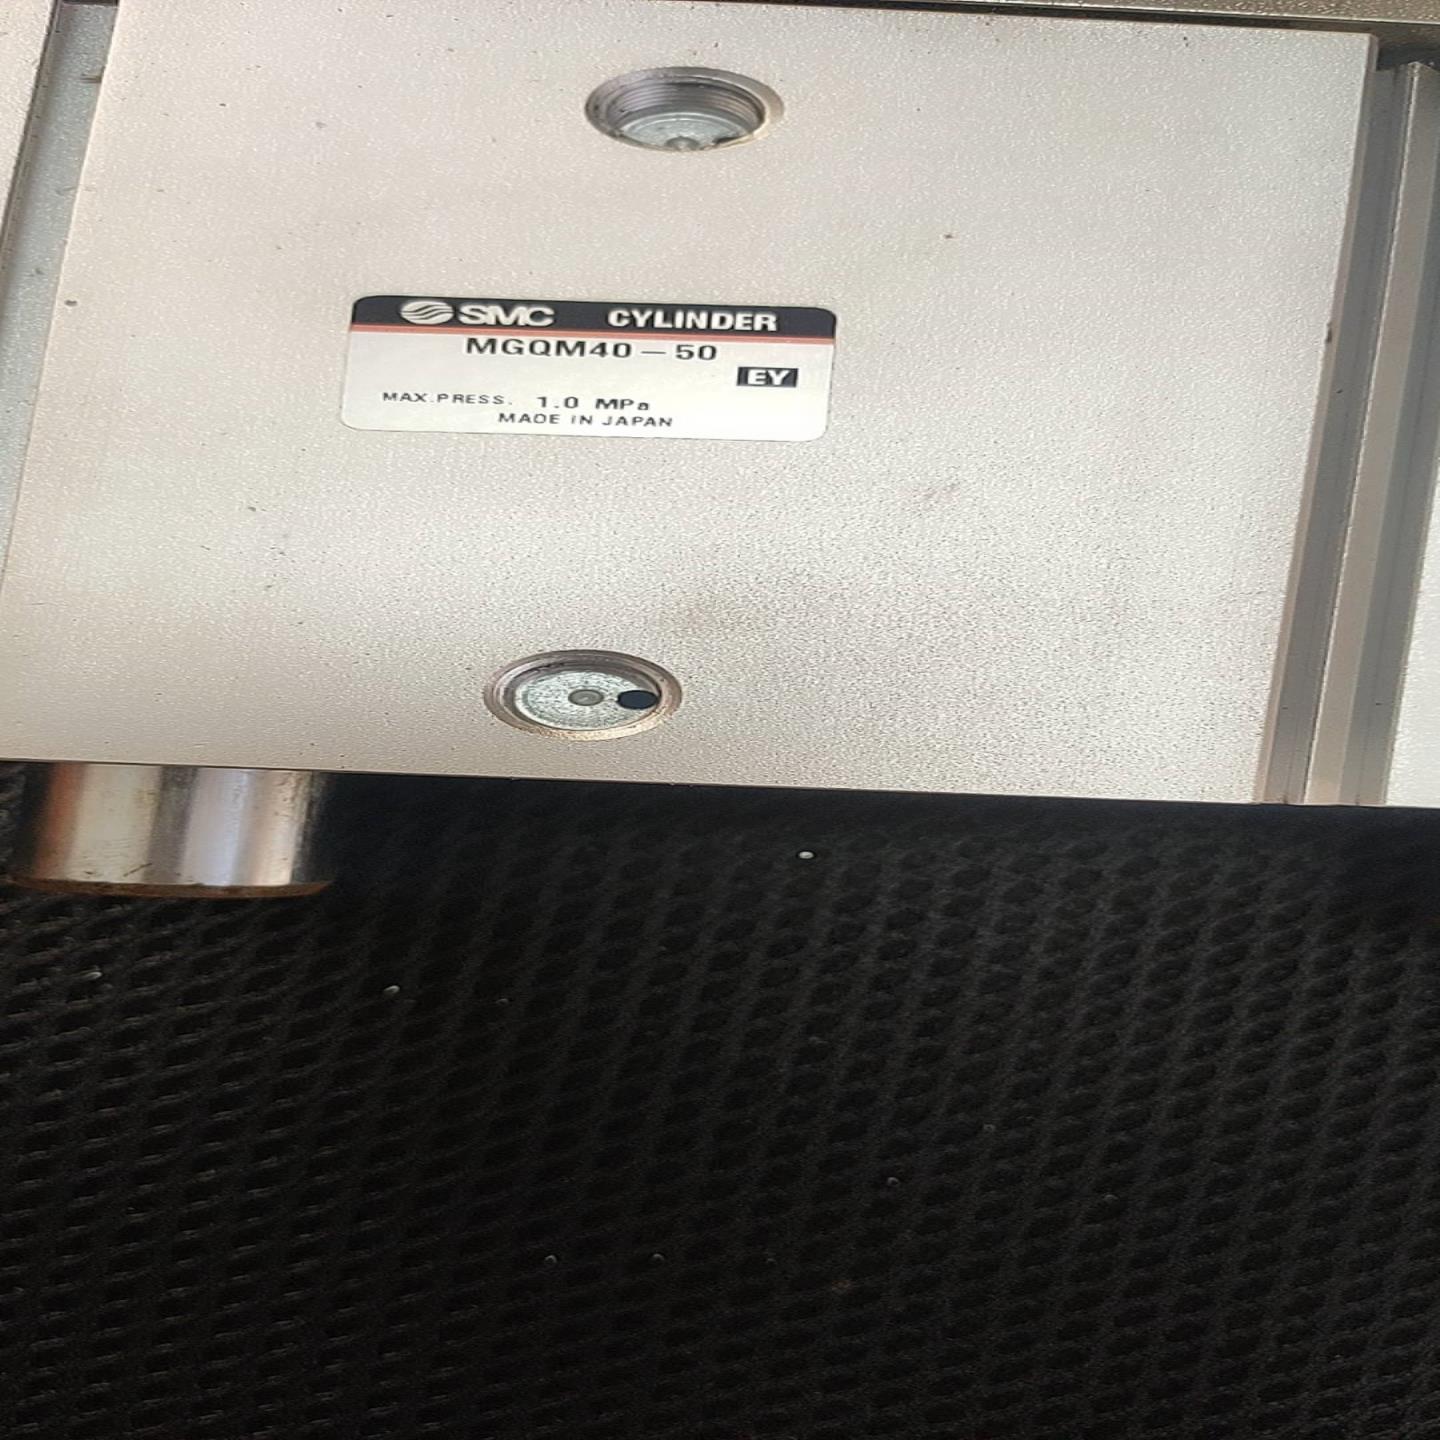 SMC CYLINDER
MGQM40-50
EY
MAX.PRESS. 1.0 MPa
MADE IN JAPAN